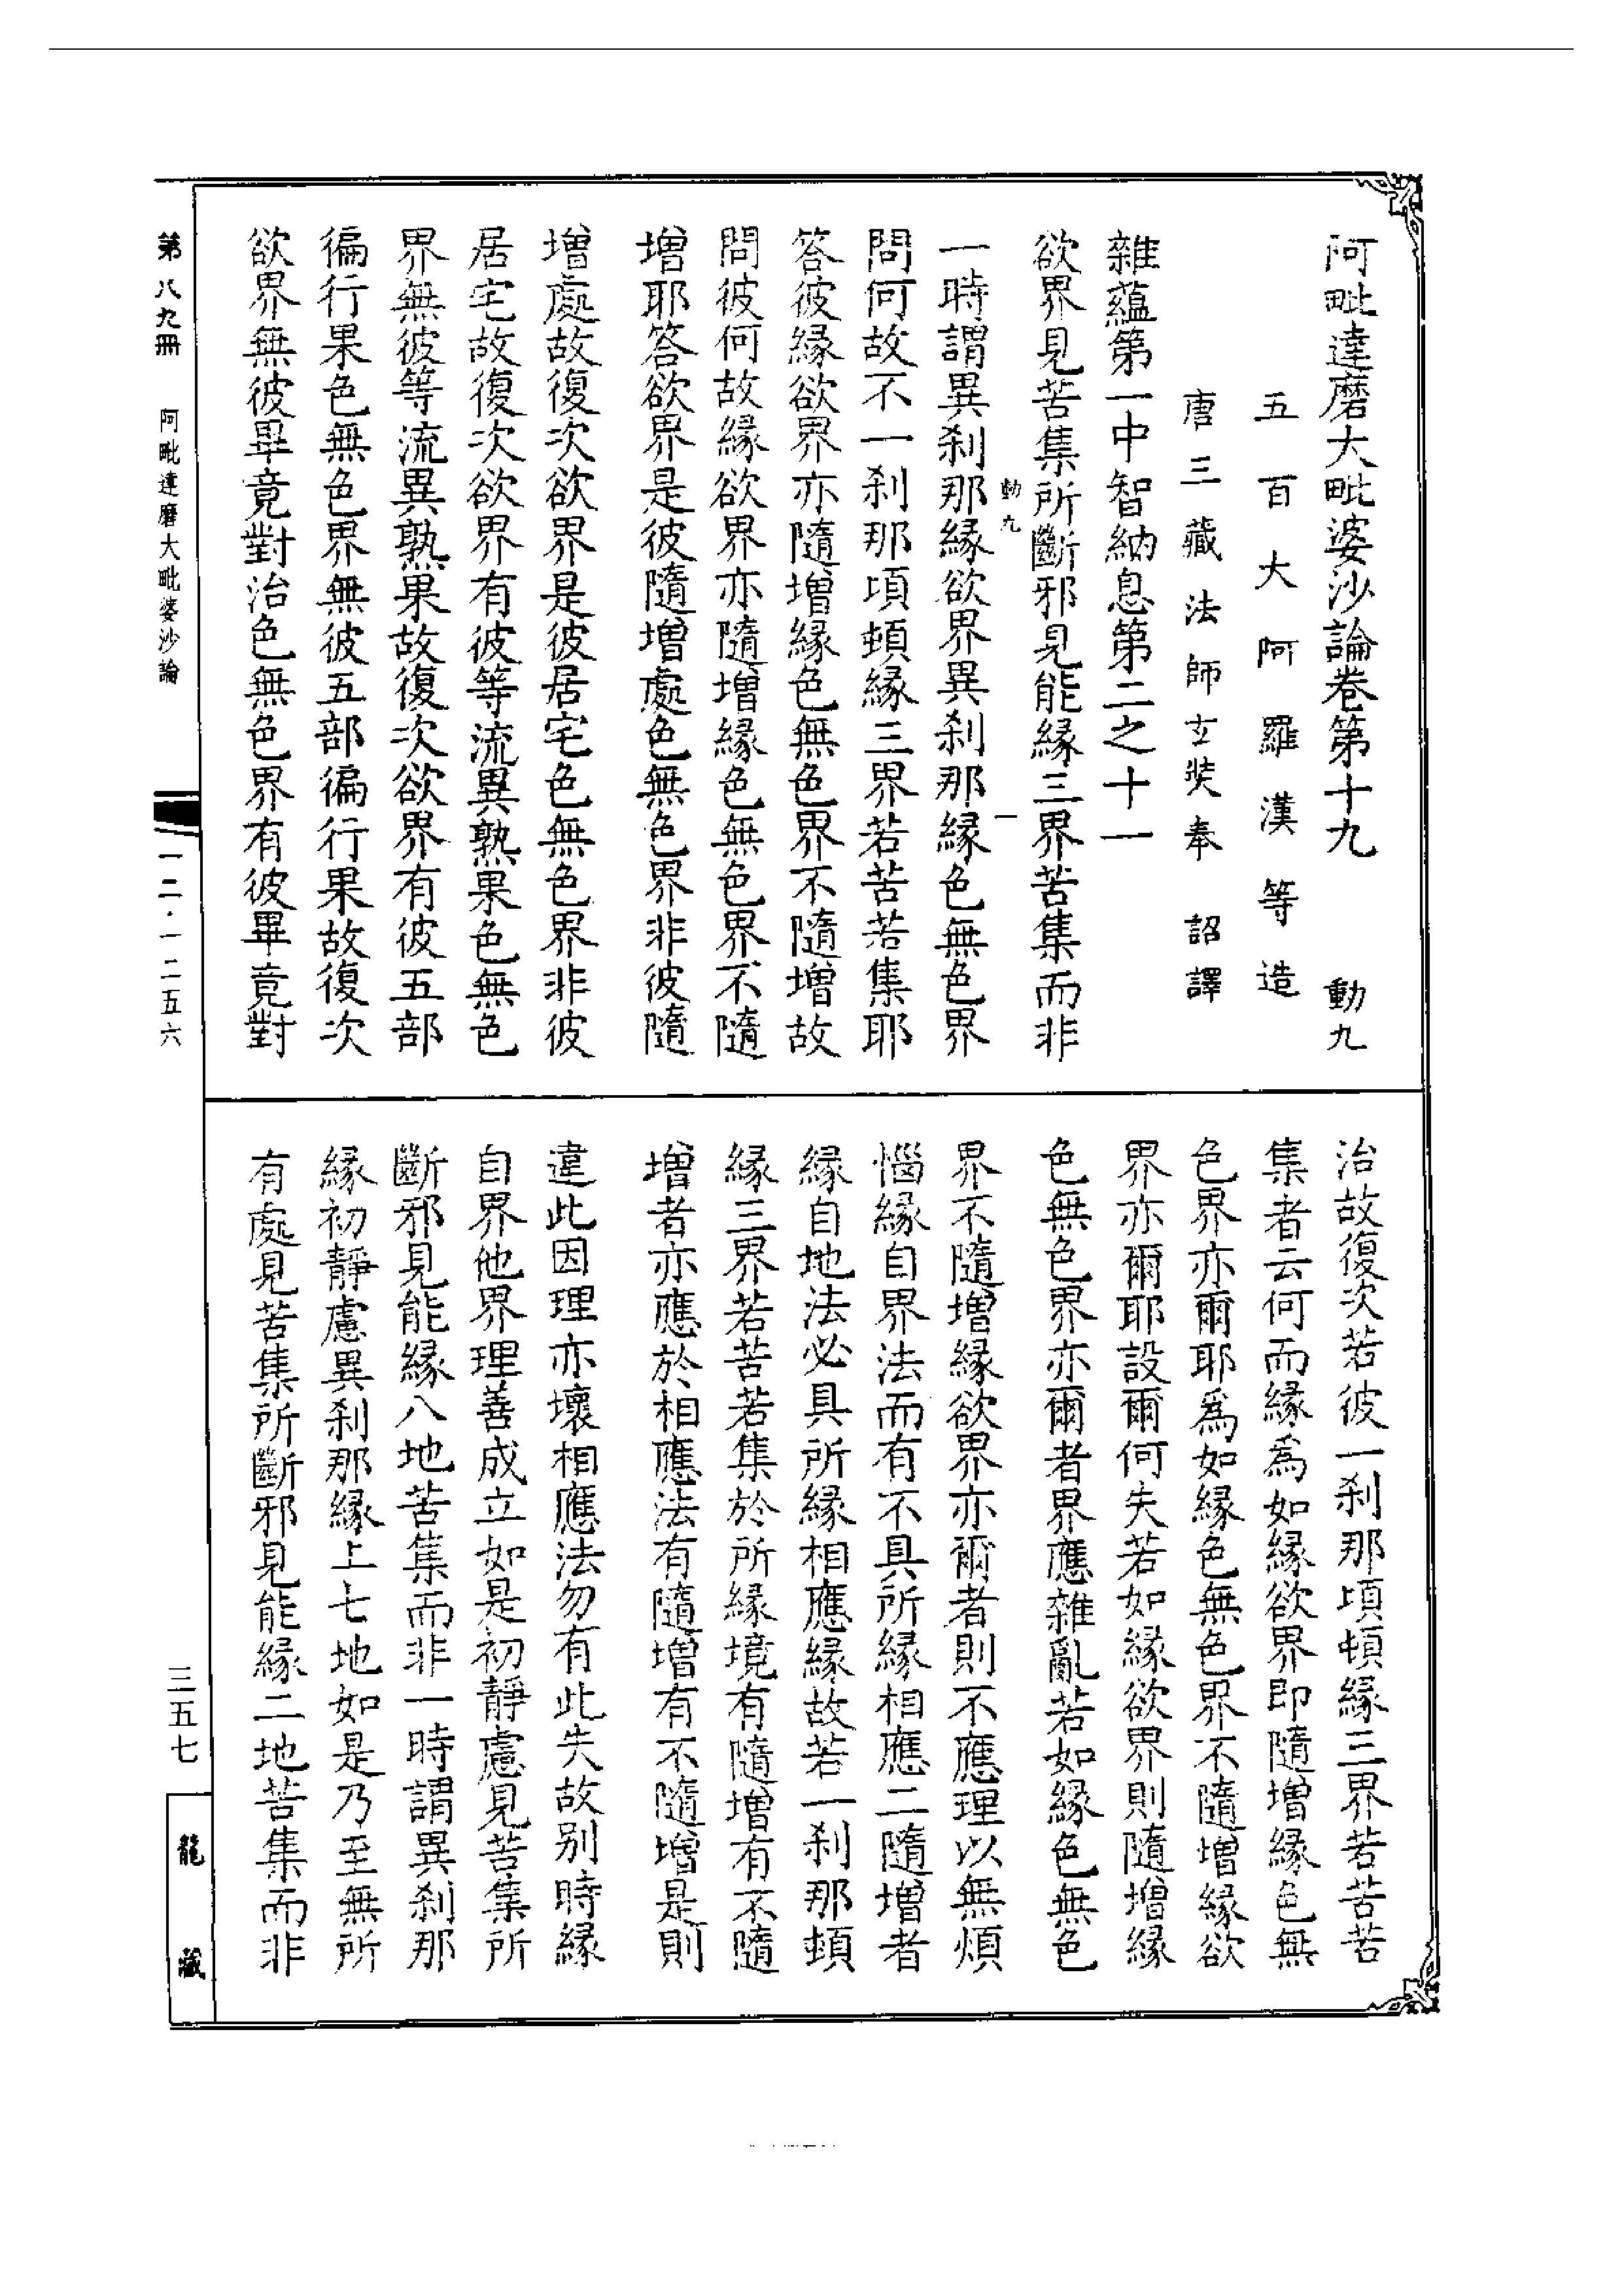 阿毗達磨大毗婆沙論卷第十九　動九
五百大阿羅漢等造
唐三藏法師玄奘奉　詔譯
雜蘊第一中智納息第二之十一
欲界見苦集所斷邪見能緣三界苦集而非
動九　一
一時謂異刹那緣欲界異刹那緣色無色界
問何故不一刹那頃頓緣三界若苦若集耶
答彼緣欲界亦隨增緣色無色界不隨增故
問彼何故緣欲界亦隨增緣色無色界不隨
增耶答欲界是彼隨增處色無色界非彼隨
增處故復次欲界是彼居宅色無色界非彼
居宅故復次欲界有彼等流異熟果色無色
界無彼等流異熟果故復次欲界有彼五部
徧行果色無色界無彼五部徧行果故復次
欲界無彼畢竟對治色無色界有彼畢竟對
治故復次若彼一刹那頃頓緣三界若苦苦
集者云何而緣爲如緣欲界即隨增緣色無
色界亦爾耶爲如緣色無色界不隨增緣欲
界亦爾耶設爾何失若如緣欲界則隨增緣
色無色界亦爾者界應雜亂若如緣色無色
界不隨增緣欲界亦爾者則不應理以無煩
惱緣自界法而有不具所緣相應二隨增者
緣自地法必具所緣相應緣故若一刹那頓
緣三界若苦若集於所緣境有隨增有不隨
增者亦應於相應法有隨增有不隨增是則
違此因理亦壞相應法勿有此失故别時緣
自界他界理善成立如是初靜慮見苦集所
斷邪見能緣八地苦集而非一時謂異刹那
緣初靜慮異刹那緣上七地如是乃至無所
有處見苦集所斷邪見能緣二地苦集而非
第八九冊　阿毗達磨大毗婆沙論
一二·一二五六
三五七
龍藏